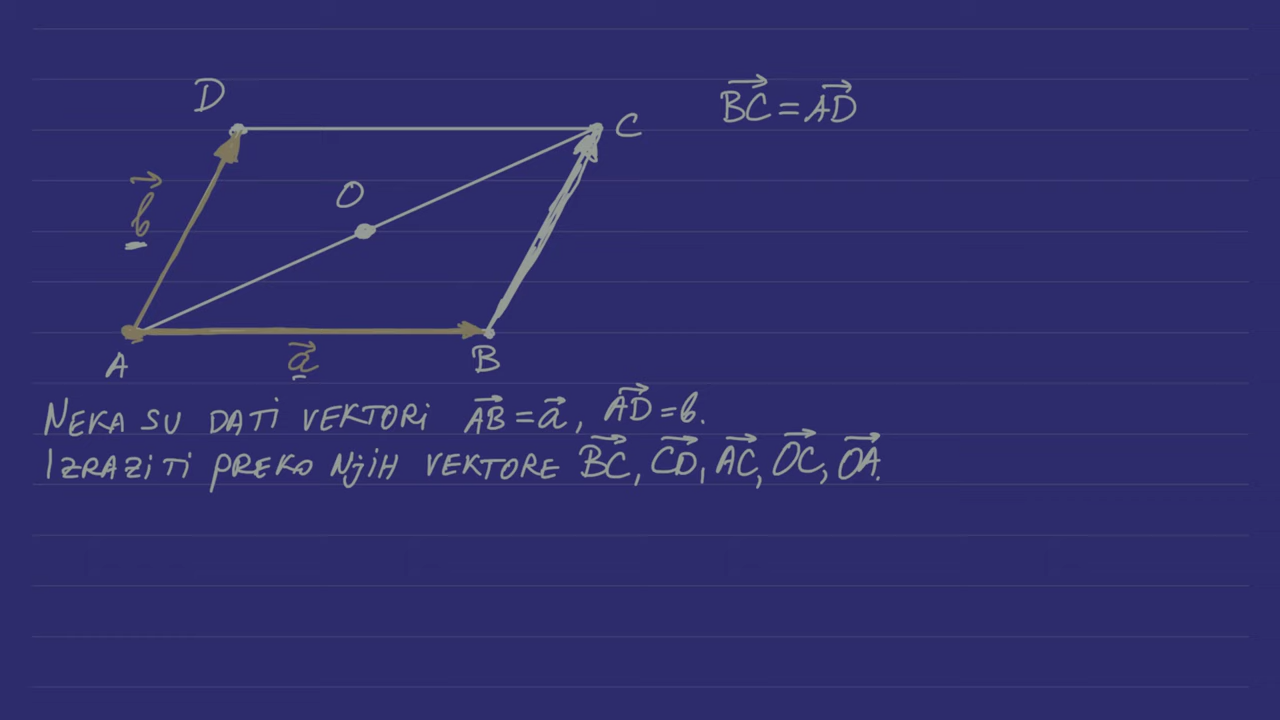 D
C
BC⃗ = AD⃗
b⃗
O
A
a⃗
B
NEKA SU DATI VEKTORI AB⃗ = a⃗, AD⃗ = b.
IZRAZITI PREKO NJIH VEKTORE BC⃗, CD⃗, AC⃗, OC⃗, OA⃗.